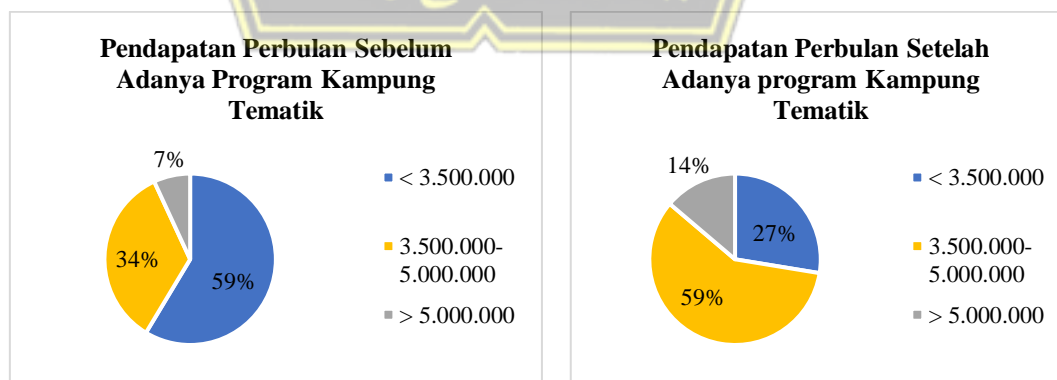 Pendapatan Perbulan Sebelum
Adanya Program Kampung
Tematik
7%
34%
59%
< 3.500.000
3.500.000-
5.000.000
> 5.000.000
Pendapatan Perbulan Setelah
Adanya program Kampung
Tematik
14%
27%
59%
< 3.500.000
3.500.000-
5.000.000
> 5.000.000